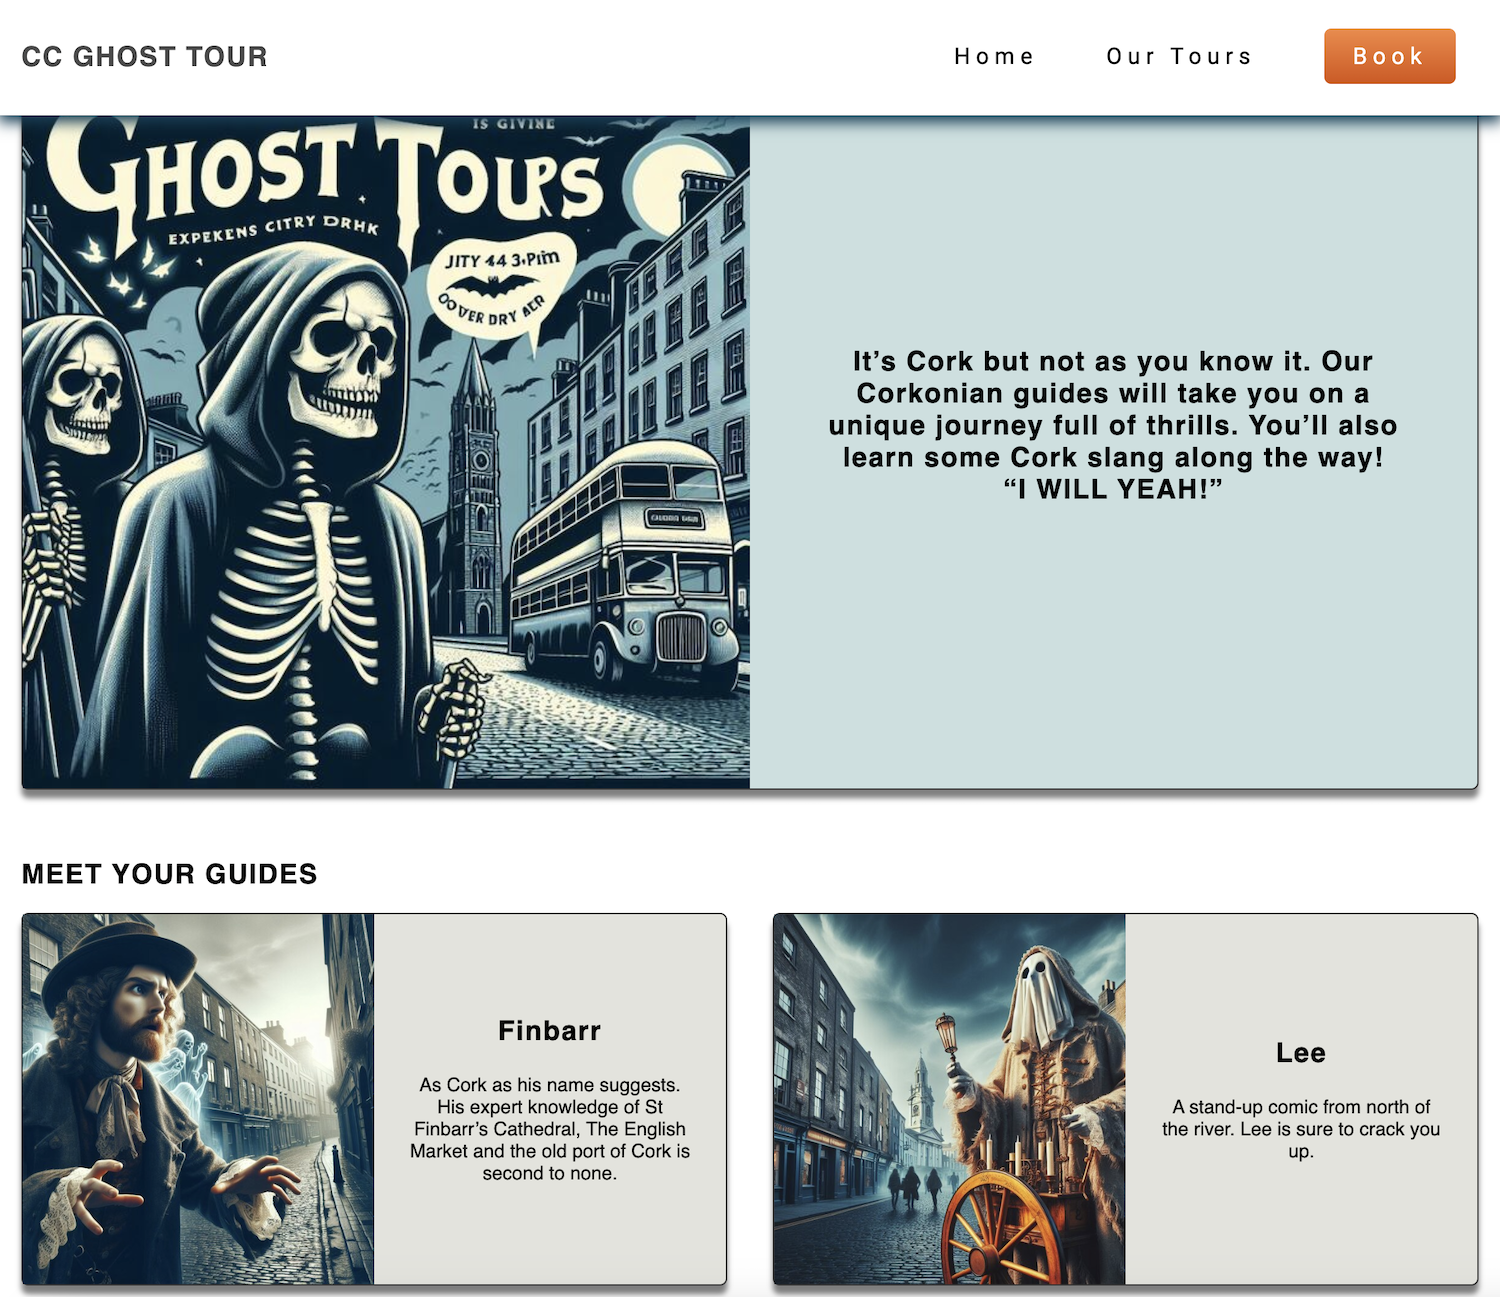 CC GHOST TOUR
Home
Our Tours
Book
IS GIVINE
GHOST TOURS
EXPEKENS CITRY DRHK
JITY 44 3.Pim
OOVER DRY AER
It’s Cork but not as you know it. Our
Corkonian guides will take you on a
unique journey full of thrills. You’ll also
learn some Cork slang along the way!
“I WILL YEAH!”
MEET YOUR GUIDES
Finbarr
As Cork as his name suggests.
His expert knowledge of St
Finbarr’s Cathedral, The English
Market and the old port of Cork is
second to none.
Lee
A stand-up comic from north of
the river. Lee is sure to crack you
up.